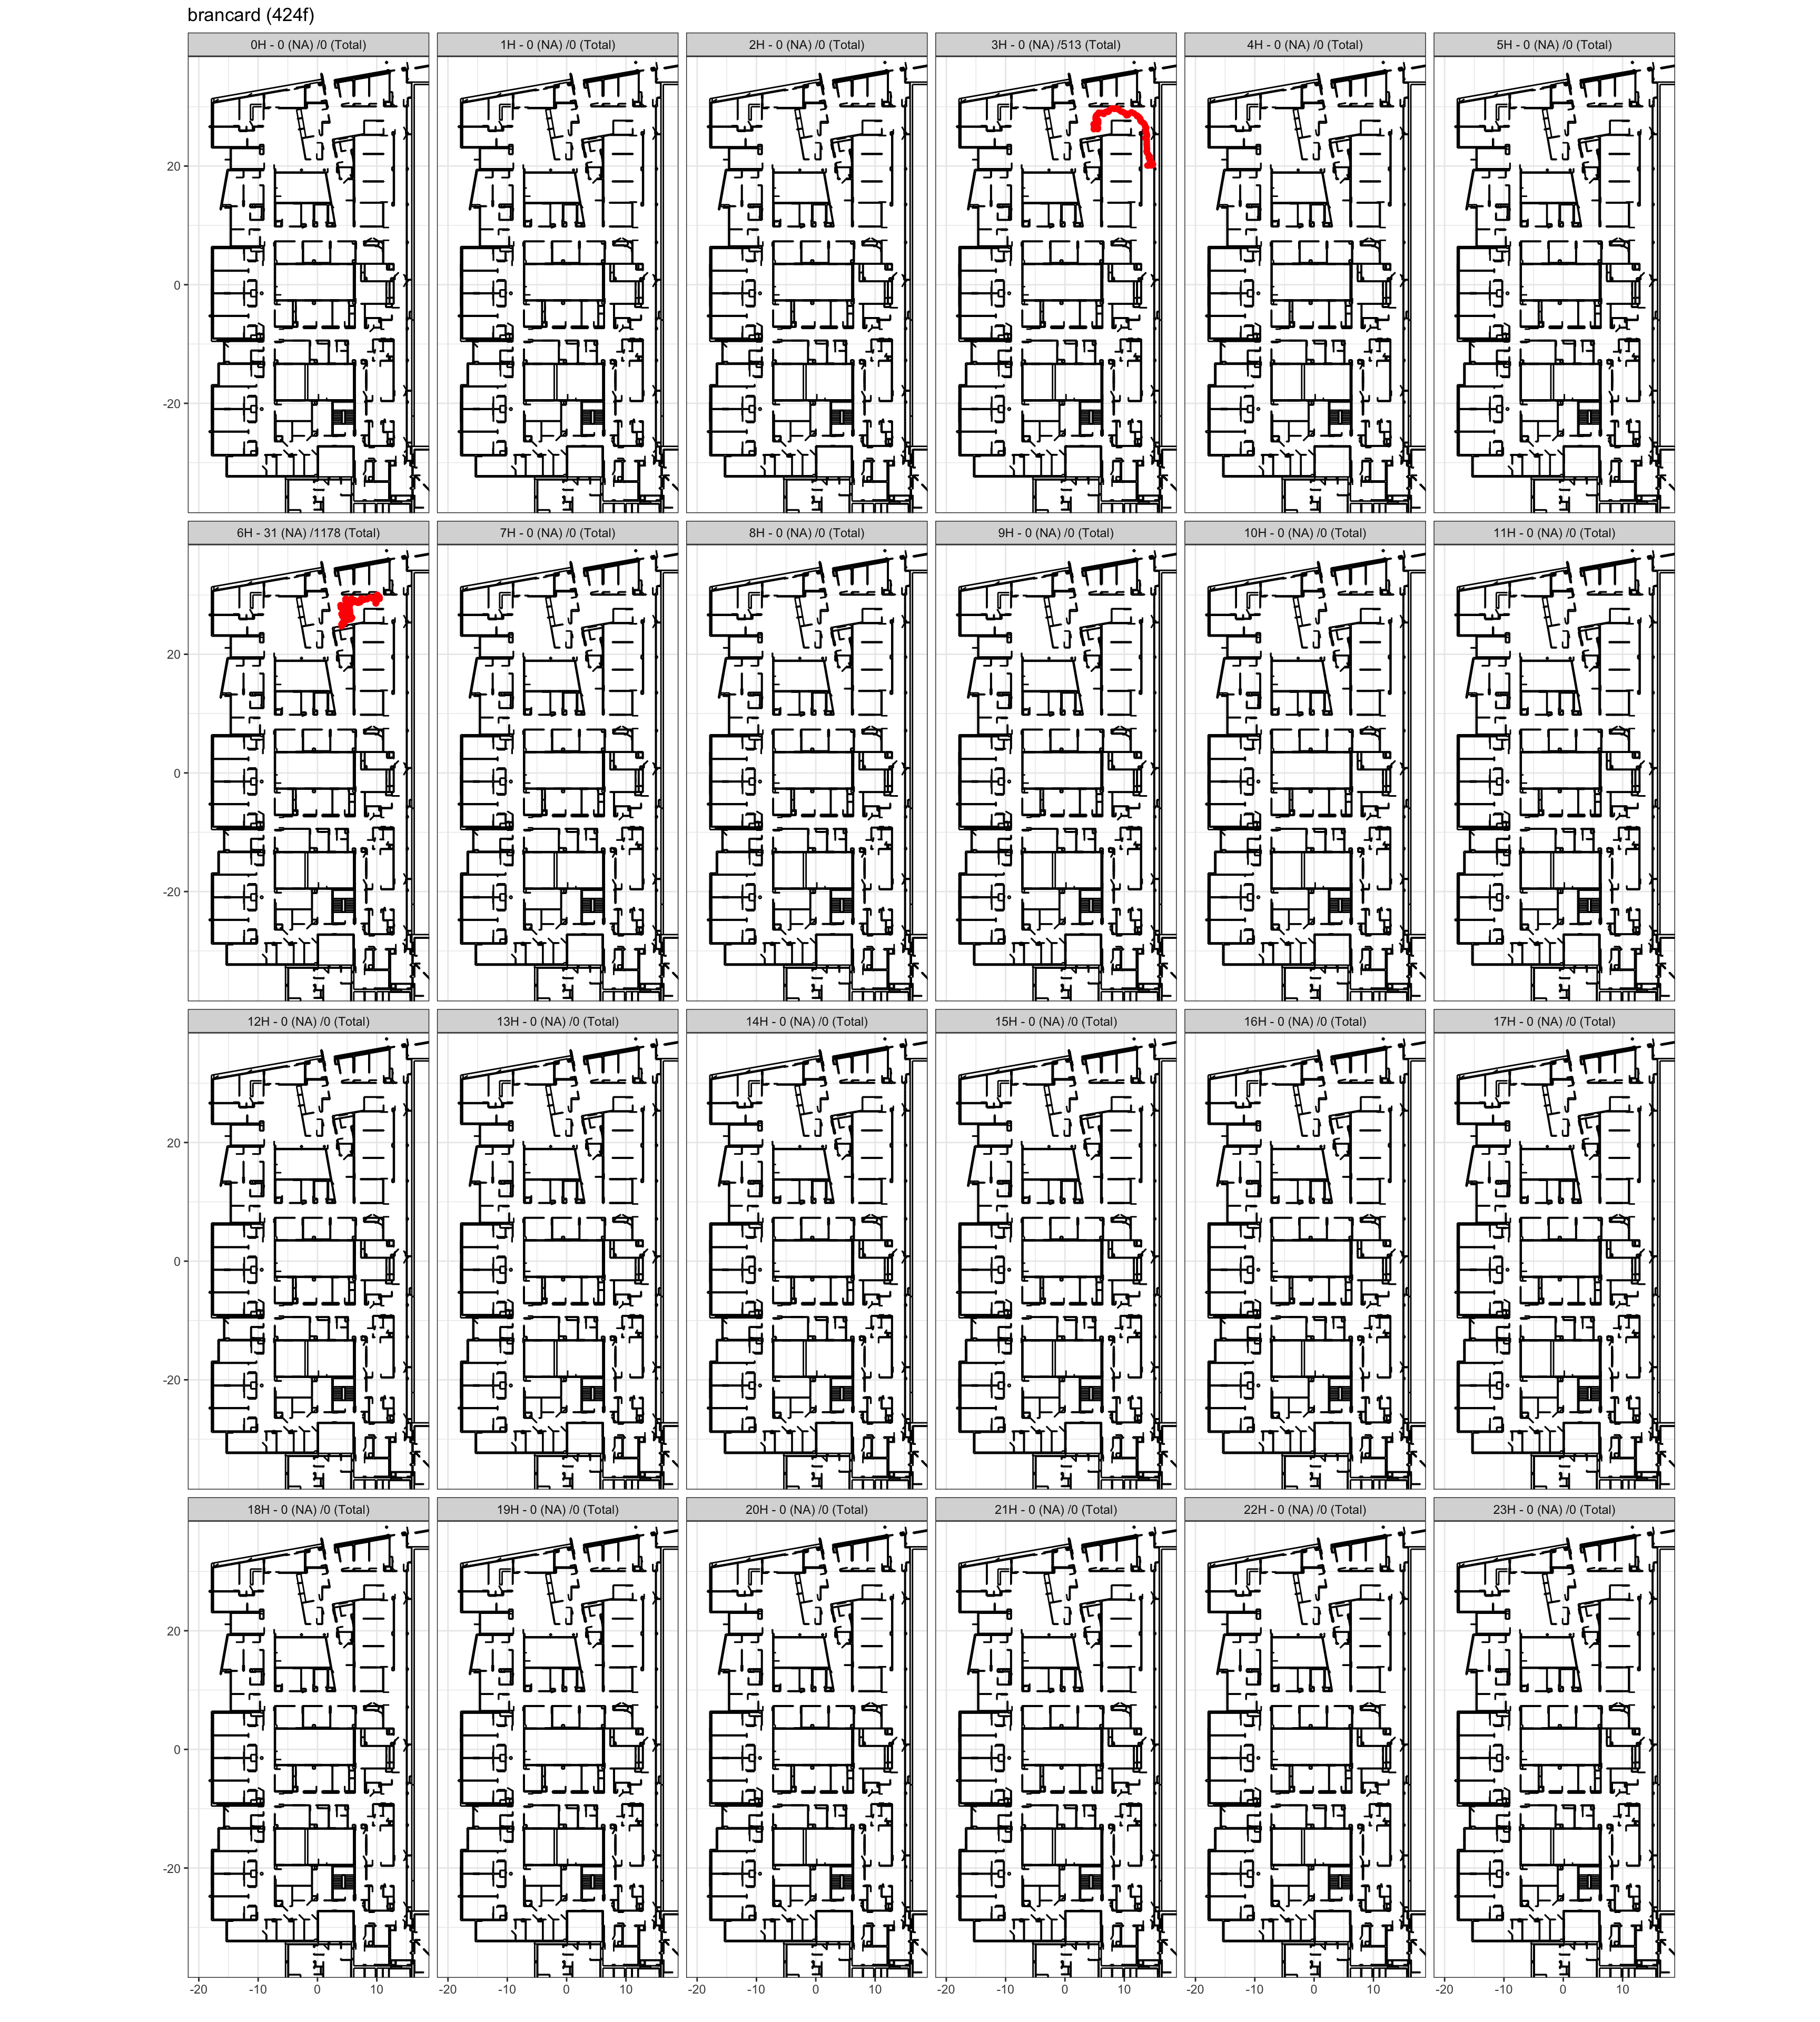 brancard (424f)
0H - 0 (NA) /0 (Total) 1H - 0 (NA) /0 (Total) 2H - 0 (NA) /0 (Total) 3H - 0 (NA) /513 (Total) 4H - 0 (NA) /0 (Total) 5H - 0 (NA) /0 (Total)
20
0
-20
6H - 31 (NA) /1178 (Total) 7H - 0 (NA) /0 (Total) 8H - 0 (NA) /0 (Total) 9H - 0 (NA) /0 (Total) 10H - 0 (NA) /0 (Total) 11H - 0 (NA) /0 (Total)
20
0
-20
12H - 0 (NA) /0 (Total) 13H - 0 (NA) /0 (Total) 14H - 0 (NA) /0 (Total) 15H - 0 (NA) /0 (Total) 16H - 0 (NA) /0 (Total) 17H - 0 (NA) /0 (Total)
20
0
-20
18H - 0 (NA) /0 (Total) 19H - 0 (NA) /0 (Total) 20H - 0 (NA) /0 (Total) 21H - 0 (NA) /0 (Total) 22H - 0 (NA) /0 (Total) 23H - 0 (NA) /0 (Total)
20
0
-20
-20 -10 0 10 -20 -10 0 10 -20 -10 0 10 -20 -10 0 10 -20 -10 0 10 -20 -10 0 10